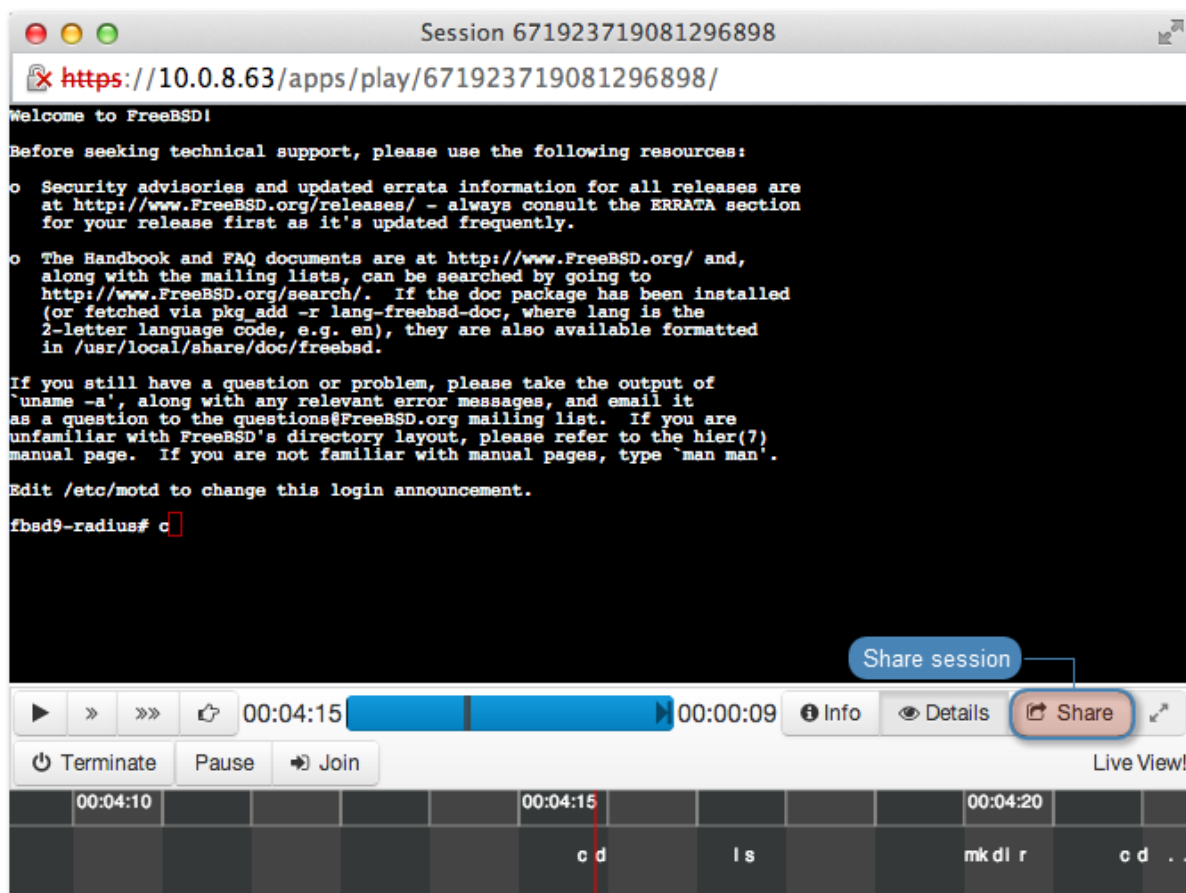 Session 671923719081296898
https://10.0.8.63/apps/play/671923719081296898/
Welcome to FreeBSD!
Before seeking technical support, please use the following resources:
o  Security advisories and updated errata information for all releases are
at http://www.FreeBSD.org/releases/ - always consult the ERRATA section
for your release first as it's updated frequently.
o  The Handbook and FAQ documents are at http://www.FreeBSD.org/ and,
along with the mailing lists, can be searched by going to
http://www.FreeBSD.org/search/.  If the doc package has been installed
(or fetched via pkg_add -r lang-freebsd-doc, where lang is the
2-letter language code, e.g. en), they are also available formatted
in /usr/local/share/doc/freebsd.
If you still have a question or problem, please take the output of
`uname -a', along with any relevant error messages, and email it
as a question to the questions@FreeBSD.org mailing list.  If you are
unfamiliar with FreeBSD's directory layout, please refer to the hier(7)
manual page.  If you are not familiar with manual pages, type `man man'.
Edit /etc/motd to change this login announcement.
fbsd9-radius# c
Share session
00:04:15 00:00:09 Info Details Share
Terminate Pause Join Live View!
00:04:10 00:04:15 00:04:20
cd ls mkdir cd ..